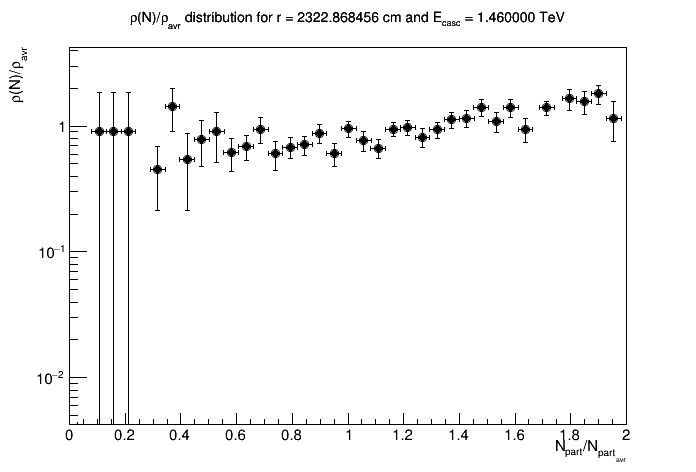 ρ(N)/ρavr distribution for r = 2322.868456 cm and Ecasc = 1.460000 TeV
ρ(N)/ρavr
1
10−1
10−2
0 0.2 0.4 0.6 0.8 1 1.2 1.4 1.6 1.8 2
Npart/Npartavr